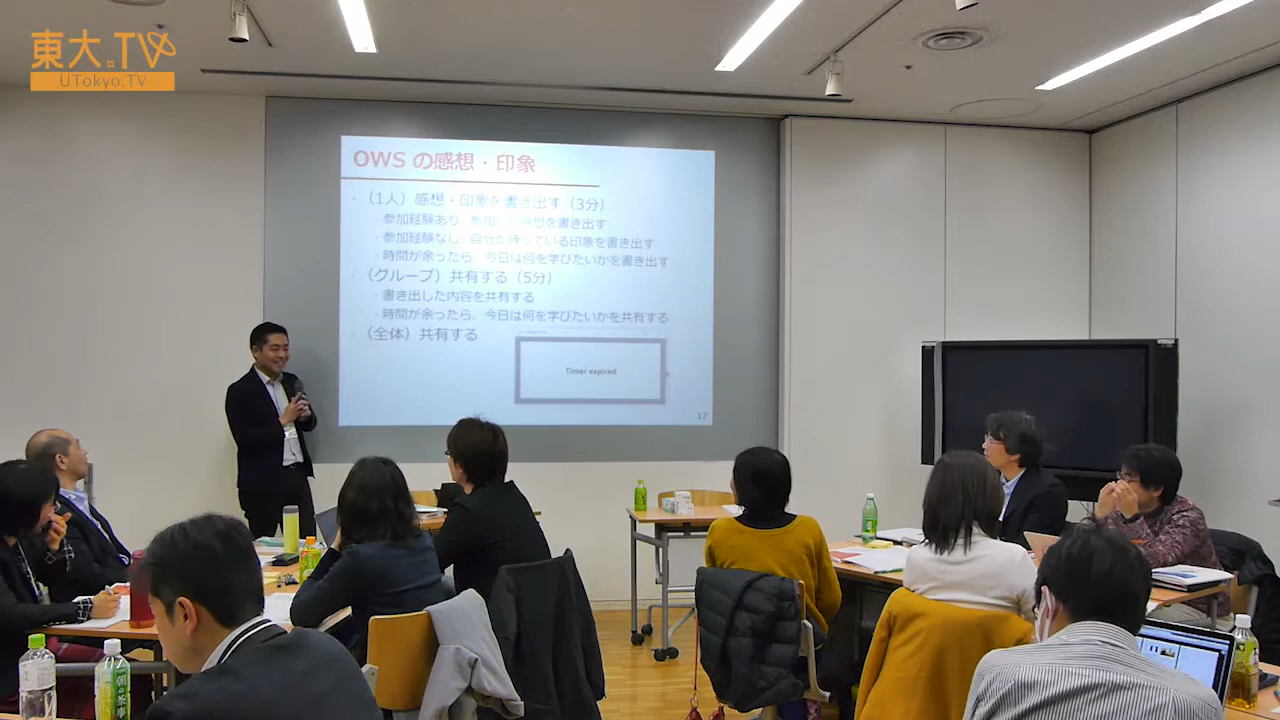 東大TV
UTokyo.TV
OWS の感想・印象
（1人）感想・印象を書き出す（3分）
参加経験あり、参加した感想を書き出す
参加経験なし、自分が持っている印象を書き出す
時間が余ったら、今日は何を学びたいかを書き出す
（グループ）共有する（5分）
書き出した内容を共有する
時間が余ったら、今日は何を学びたいかを共有する
（全体）共有する
Timer expired
17
朝の茶事